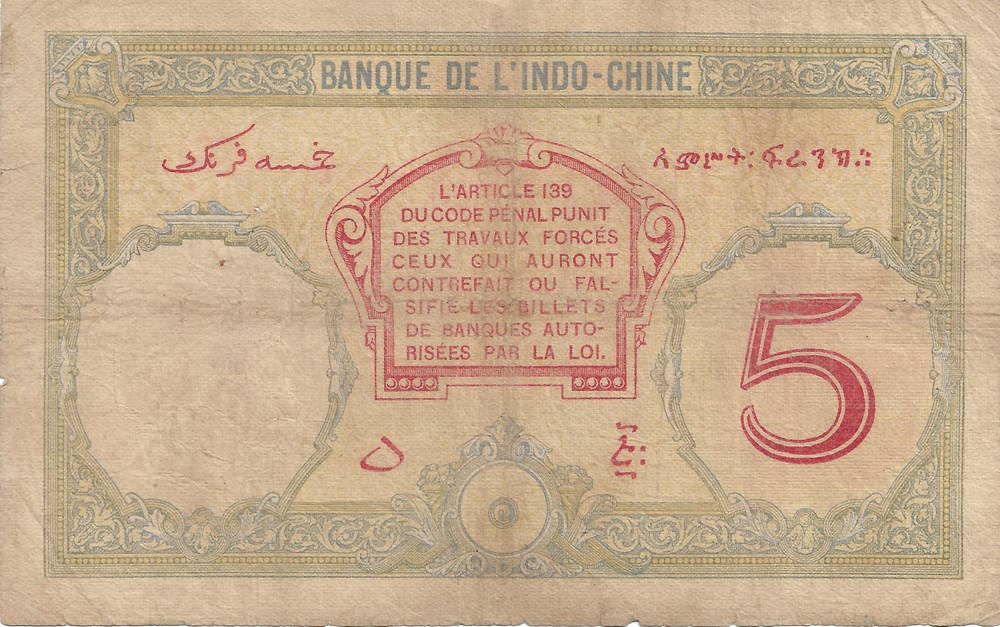 BANQUE DE L'INDO-CHINE
خمسه فرنك
አምስት፡ፍራንክ።
L'ARTICLE 139
DU CODE PÉNAL PUNIT
DES TRAVAUX FORCÉS
CEUX QUI AURONT
CONTREFAIT OU FAL-
SIFIÉ LES BILLETS
DE BANQUES AUTO-
RISÉES PAR LA LOI.
5
٥
፭፡